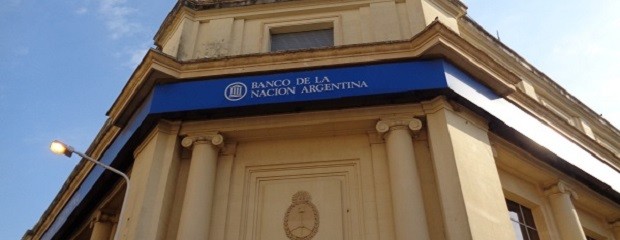 BANCO DE LA
NACION ARGENTINA